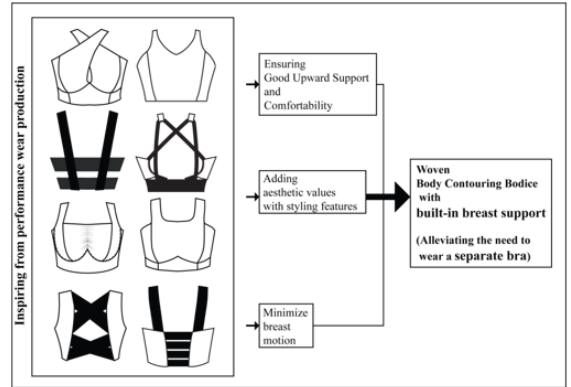 Inspiring from performance wear production
Ensuring
Good Upward Support
and
Comfortability
Adding
aesthetic values
with styling features
Minimize
breast
motion
Woven
Body Contouring Bodice
with
built-in breast support
(Alleviating the need to
wear a separate bra)